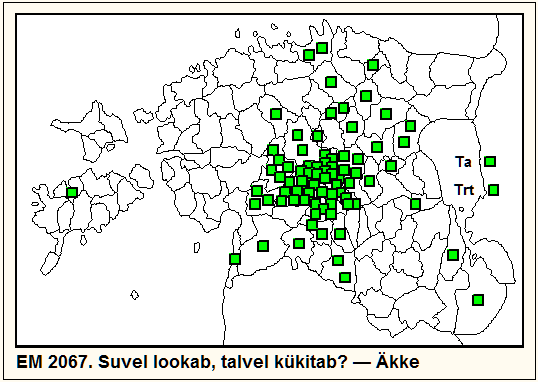 Ta
Trt
EM 2067. Suvel lookab, talvel kükitab? — Äkke